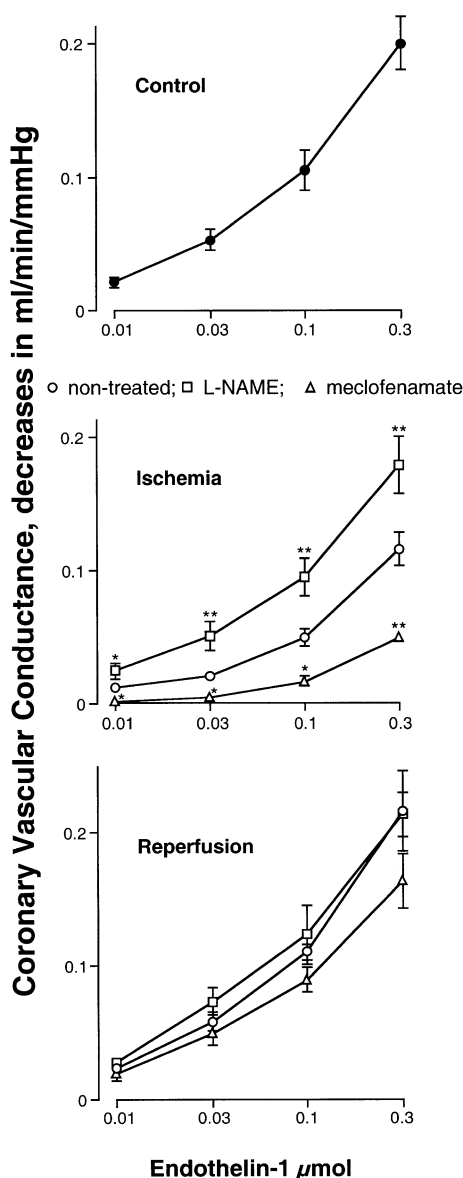 Coronary Vascular Conductance, decreases in ml/min/mmHg
0.2
Control
0.1
0
0.01 0.03 0.1 0.3
non-treated; L-NAME; meclofenamate
0.2
**
Ischemia
**
0.1
**
*
*
**
*
*
0
0.01 0.03 0.1 0.3
0.2
Reperfusion
0.1
0
0.01 0.03 0.1 0.3
Endothelin-1 μmol